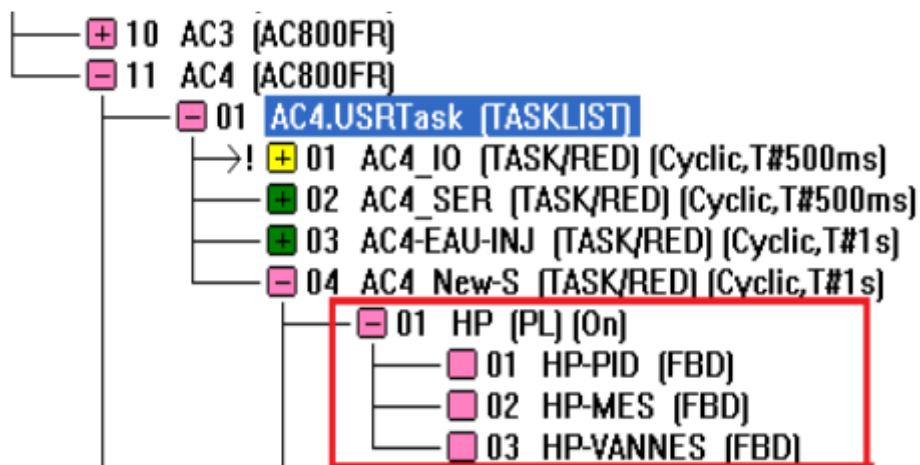 10 AC3 (AC800FR)
11 AC4 (AC800FR)
01 AC4.USRTask (TASKLIST)
! 01 AC4_IO (TASK/RED) (Cyclic,T#500ms)
02 AC4_SER (TASK/RED) (Cyclic,T#500ms)
03 AC4-EAU-INJ (TASK/RED) (Cyclic,T#1s)
04 AC4 New-S (TASK/RED) (Cyclic,T#1s)
01 HP (PL) (On)
01 HP-PID (FBD)
02 HP-MES (FBD)
03 HP-VANNES (FBD)